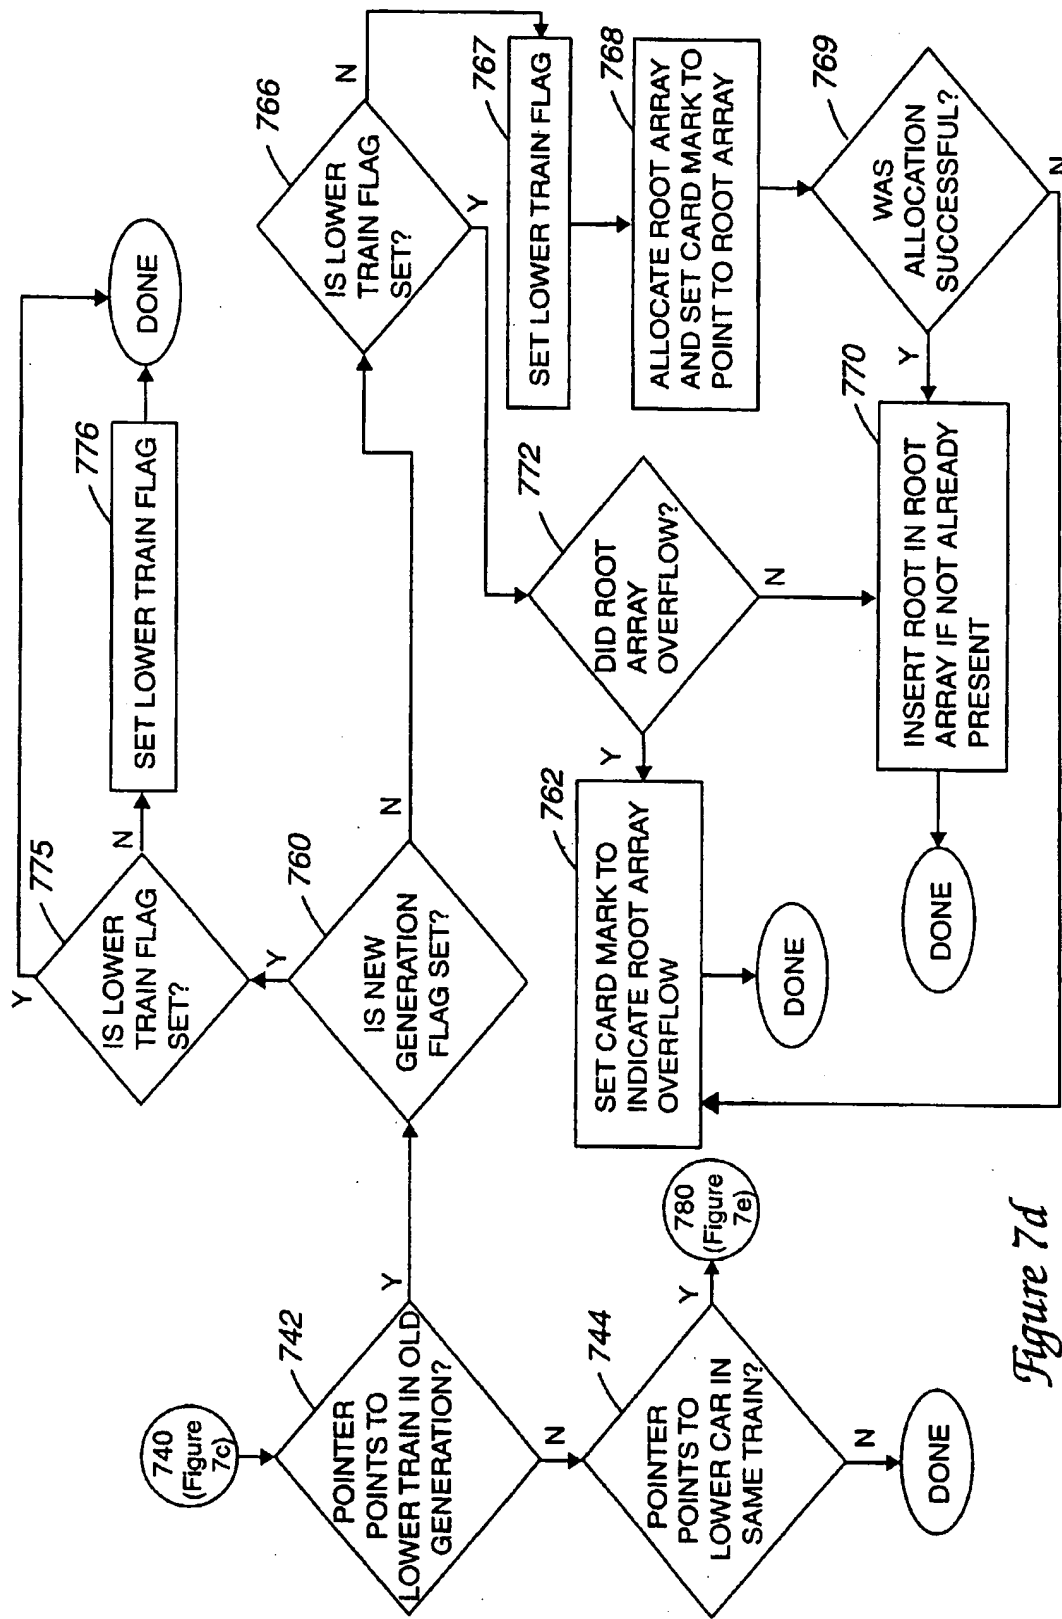 740
(Figure
7c)
742
POINTER
POINTS TO
LOWER TRAIN IN OLD
GENERATION?
Y
N
744
POINTER
POINTS TO
LOWER CAR IN
SAME TRAIN?
Y
N
780
(Figure
7e)
DONE
760
IS NEW
GENERATION
FLAG SET?
Y
N
775
IS LOWER
TRAIN FLAG
SET?
Y
N
776
SET LOWER TRAIN FLAG
DONE
766
IS LOWER
TRAIN FLAG
SET?
N
Y
767
SET LOWER TRAIN FLAG
768
ALLOCATE ROOT ARRAY
AND SET CARD MARK TO
POINT TO ROOT ARRAY
769
WAS
ALLOCATION
SUCCESSFUL?
Y
N
772
DID ROOT
ARRAY
OVERFLOW?
Y
N
762
SET CARD MARK TO
INDICATE ROOT ARRAY
OVERFLOW
DONE
770
INSERT ROOT IN ROOT
ARRAY IF NOT ALREADY
PRESENT
DONE
Figure 7d